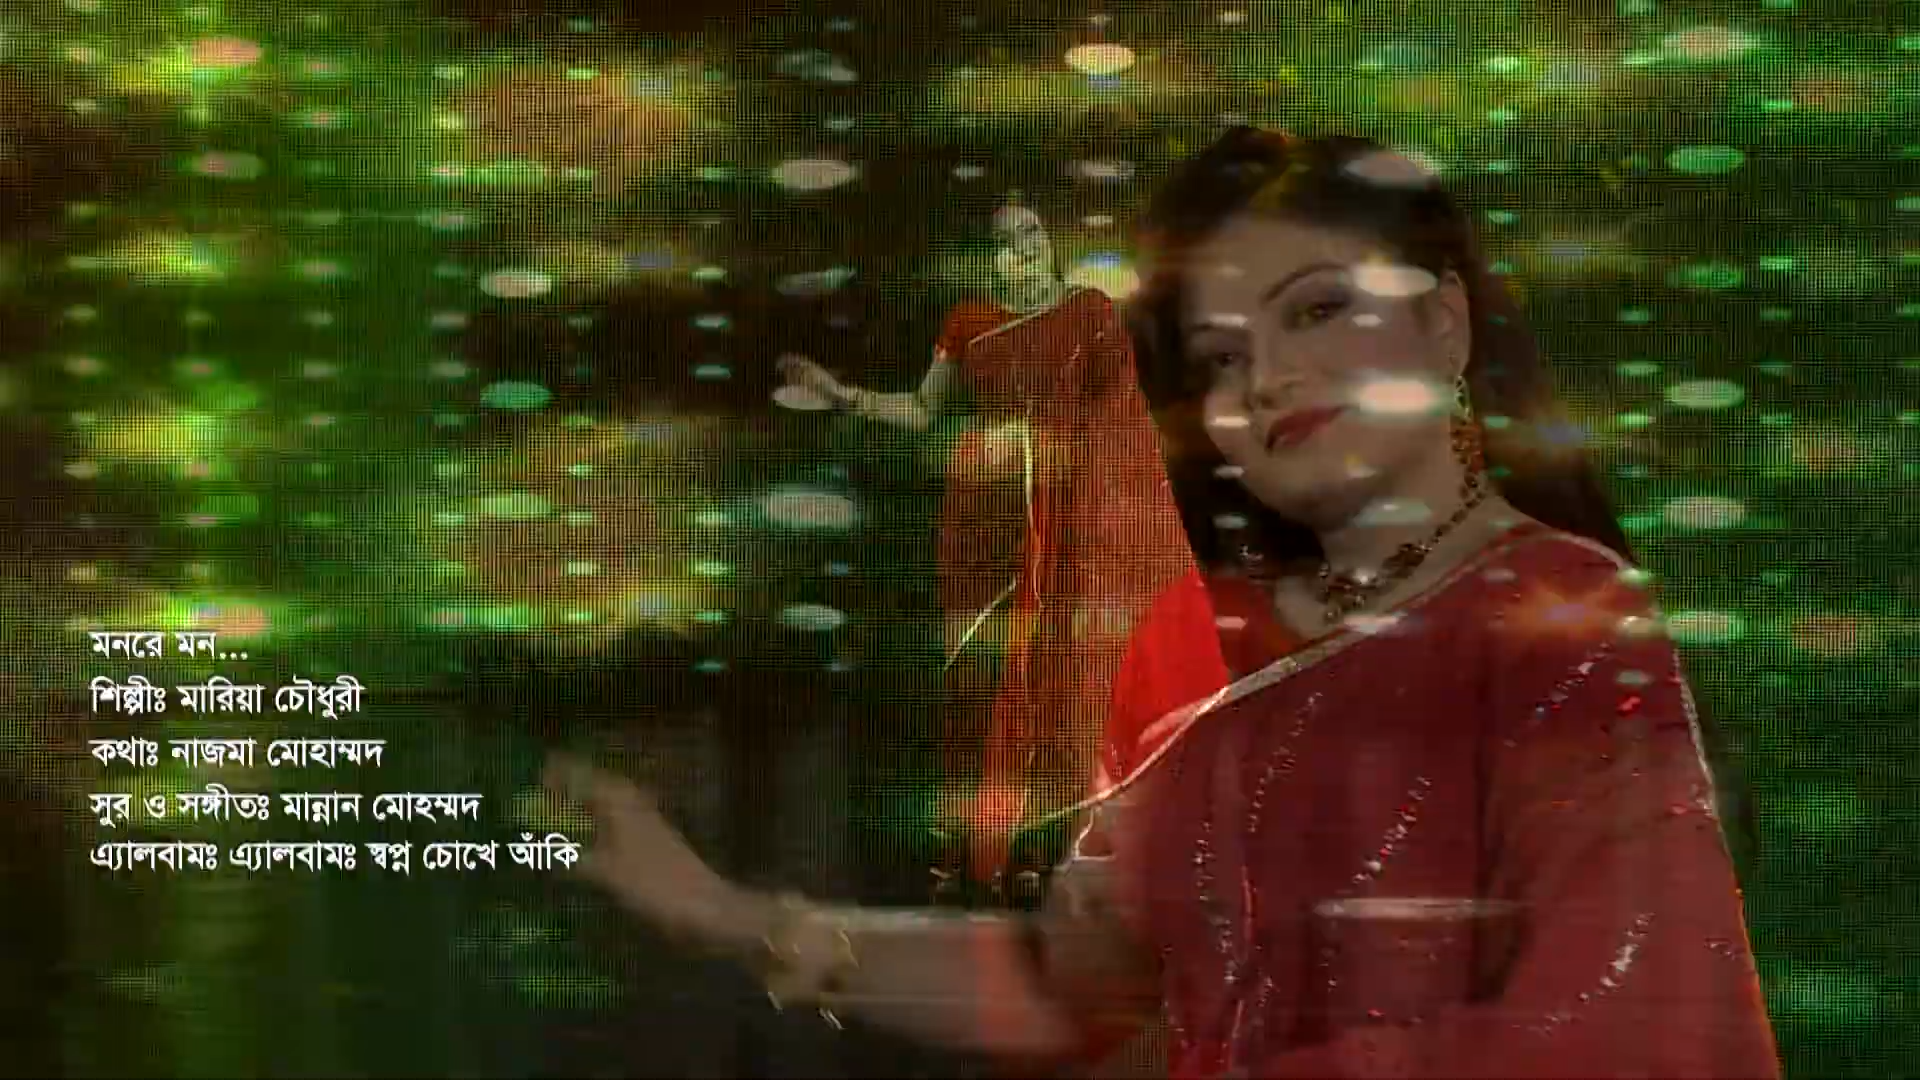 মনরে মন...
শিল্পীঃ মারিয়া চৌধুরী
কথাঃ নাজমা মোহাম্মদ
সুর ও সঙ্গীতঃ মান্নান মোহম্মদ
এ্যালবামঃ এ্যালবামঃ স্বপ্ন চোখে আঁকি